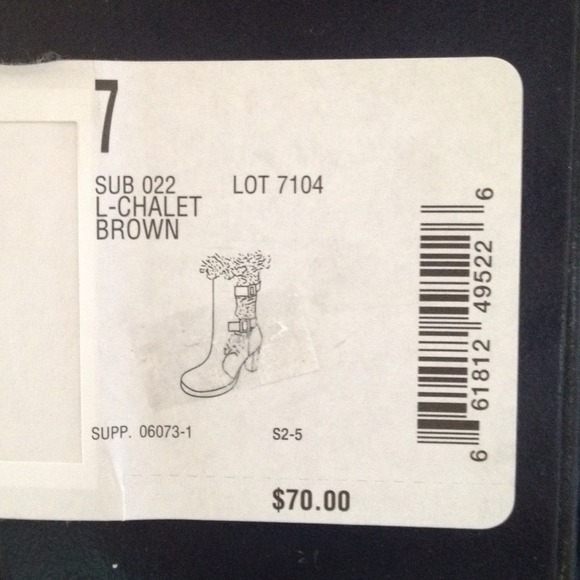 7
SUB 022 LOT 7104
L-CHALET
BROWN
SUPP. 06073-1 S2-5
$70.00
6 61812 49522 6